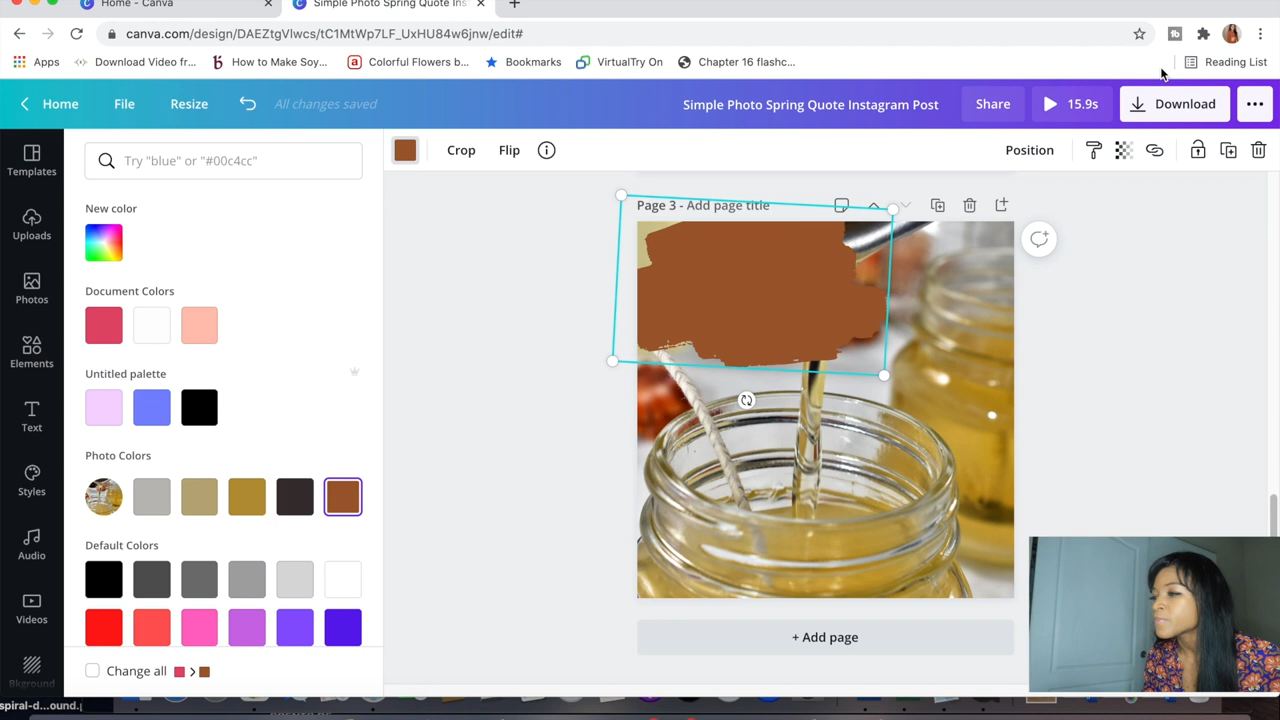 Home - Canva
Simple Photo Spring Quote Ins
canva.com/design/DAEZtgVlwcs/tC1MtWp7LF_UxHU84w6jnw/edit#
Apps
Download Video fr...
How to Make Soy...
Colorful Flowers b...
Bookmarks
VirtualTry On
Chapter 16 flashc...
Reading List
Home
File
Resize
All changes saved
Simple Photo Spring Quote Instagram Post
Share
15.9s
Download
Templates
Uploads
Photos
Elements
Text
Styles
Audio
Videos
Bkground
Try "blue" or "#00c4cc"
New color
Document Colors
Untitled palette
Photo Colors
Default Colors
Change all
Crop
Flip
Position
Page 3 - Add page title
+ Add page
spiral-d...ound.j